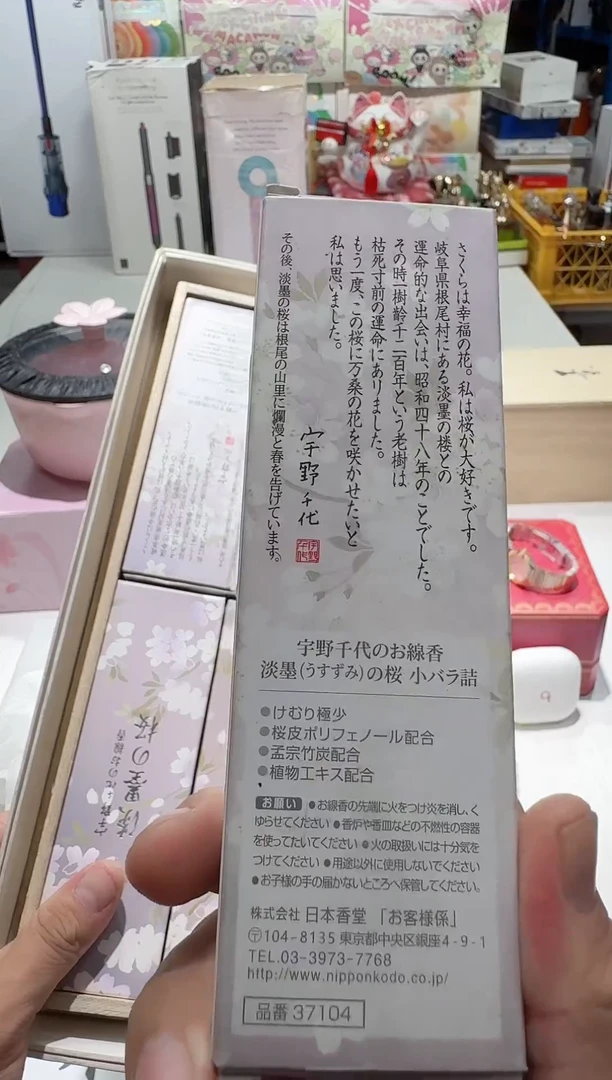 さくらは幸福の花。私は桜が大好きです。
岐阜県根尾村にある淡墨の桜との
運命的な出会いは、昭和四十八年のことでした。
その時一樹齢千二百年という老樹は
枯死寸前の運命にありました。
もう一度、この桜に万朶の花を咲かせたいと
私は思いました。
宇野千代
その後、淡墨の桜は根尾の山里に爛漫と春を告げています。
宇野千代のお線香
淡墨(うすずみ)の桜 小バラ詰
●けむり極少
●桜皮ポリフェノール配合
●孟宗竹炭配合
●植物エキス配合
お願い ●お線香の先端に火をつけ炎を消し、く
ゆらせてください ●香炉や香皿などの不燃性の容器
を使ってたいてください ●火の取扱いには十分気を
つけてください ●用途以外に使用しないでください
●お子様の手の届かないところへ保管してください。
株式会社 日本香堂 「お客様係」
〒104-8135 東京都中央区銀座4-9-1
TEL.03-3973-7768
http://www.nipponkodo.co.jp/
品番 37104
宇野千代のお線香
淡墨の桜